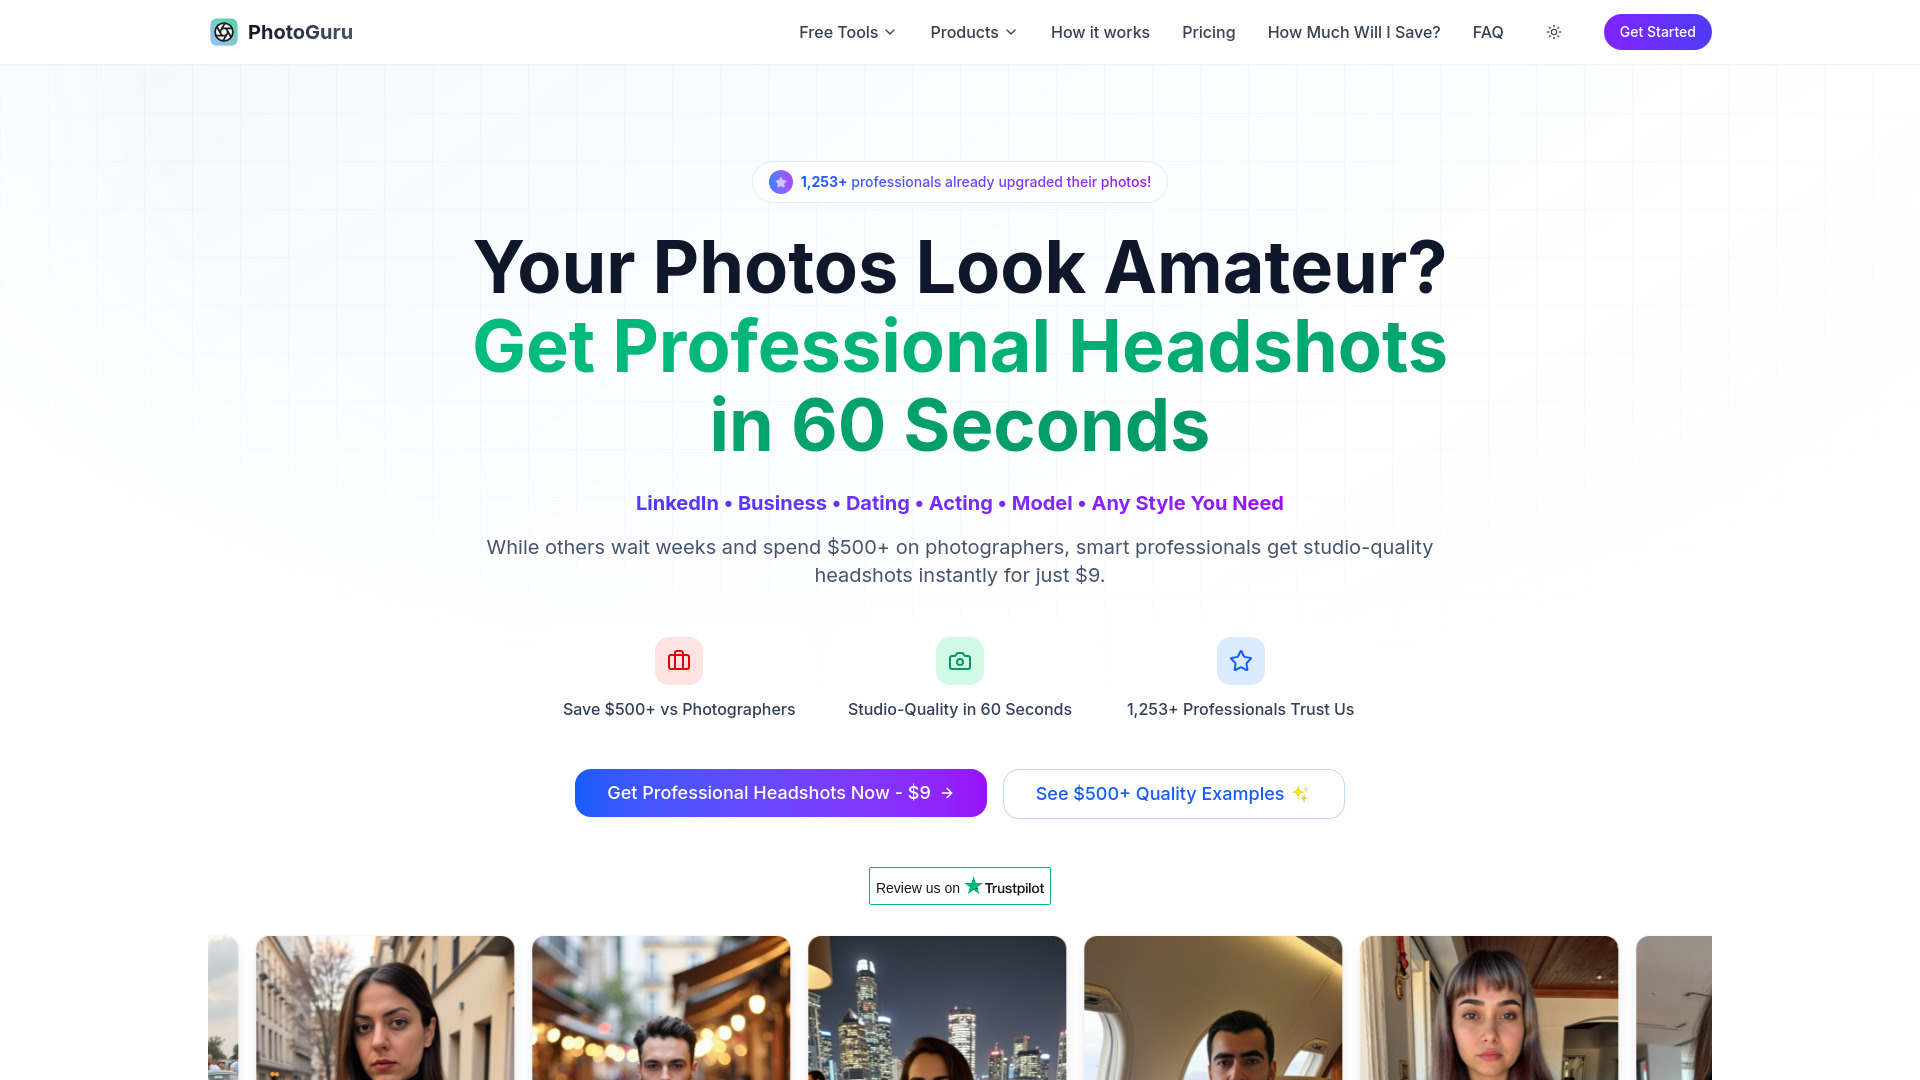 PhotoGuru
Free Tools
Products
How it works
Pricing
How Much Will I Save?
FAQ
Get Started
1,253+ professionals already upgraded their photos!
Your Photos Look Amateur?
Get Professional Headshots
in 60 Seconds
LinkedIn • Business • Dating • Acting • Model • Any Style You Need
While others wait weeks and spend $500+ on photographers, smart professionals get studio-quality
headshots instantly for just $9.
Save $500+ vs Photographers
Studio-Quality in 60 Seconds
1,253+ Professionals Trust Us
Get Professional Headshots Now - $9 →
See $500+ Quality Examples ✨
Review us on Trustpilot